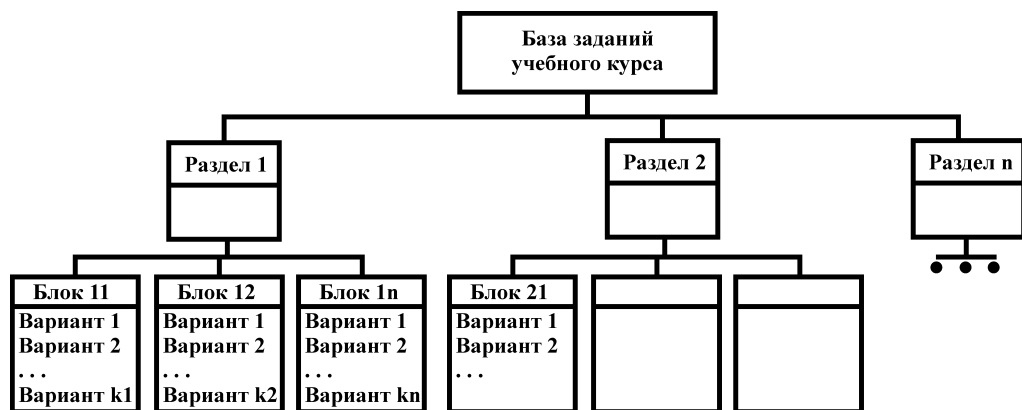 База заданий
учебного курса
Раздел 1
Раздел 2
Раздел n
Блок 11
Вариант 1
Вариант 2
. . .
Вариант k1
Блок 12
Вариант 1
Вариант 2
. . .
Вариант k2
Блок 1n
Вариант 1
Вариант 2
. . .
Вариант kn
Блок 21
Вариант 1
Вариант 2
. . .